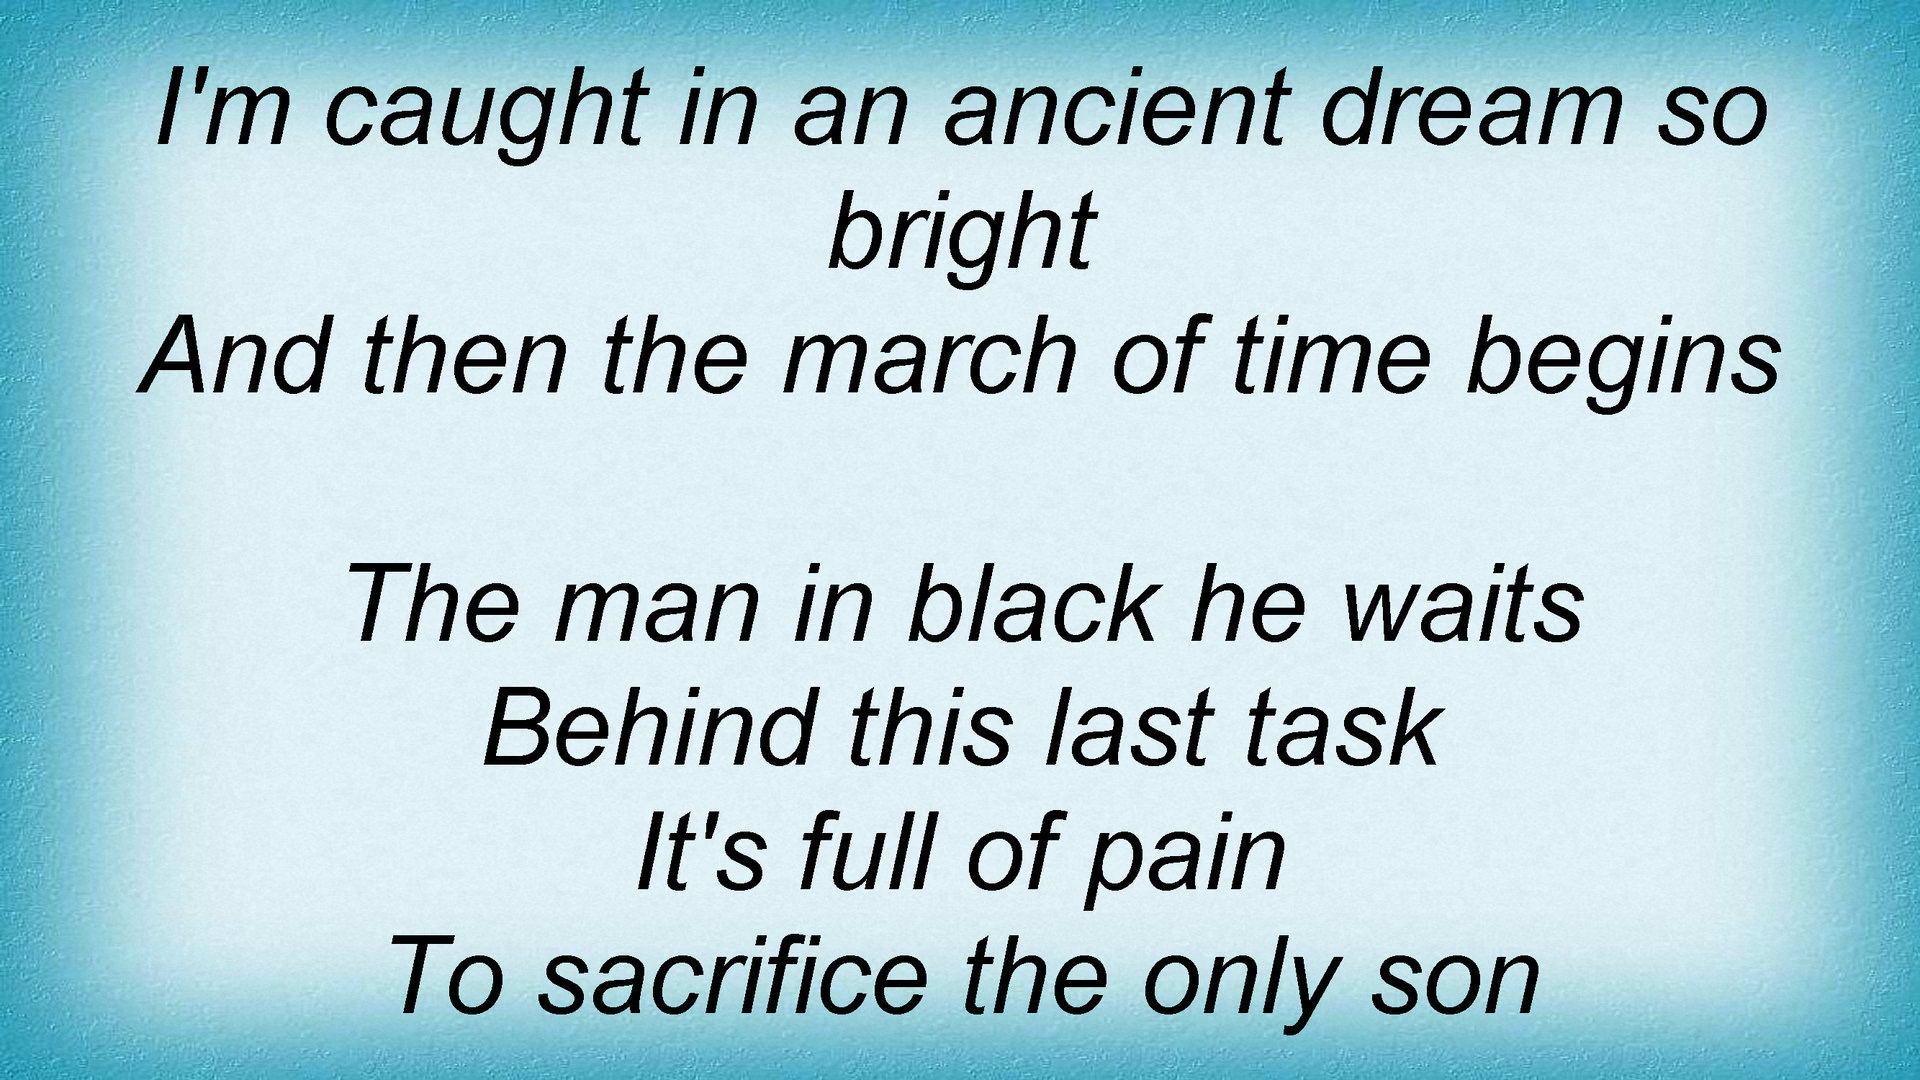 I'm caught in an ancient dream so
bright
And then the march of time begins
The man in black he waits
Behind this last task
It's full of pain
To sacrifice the only son